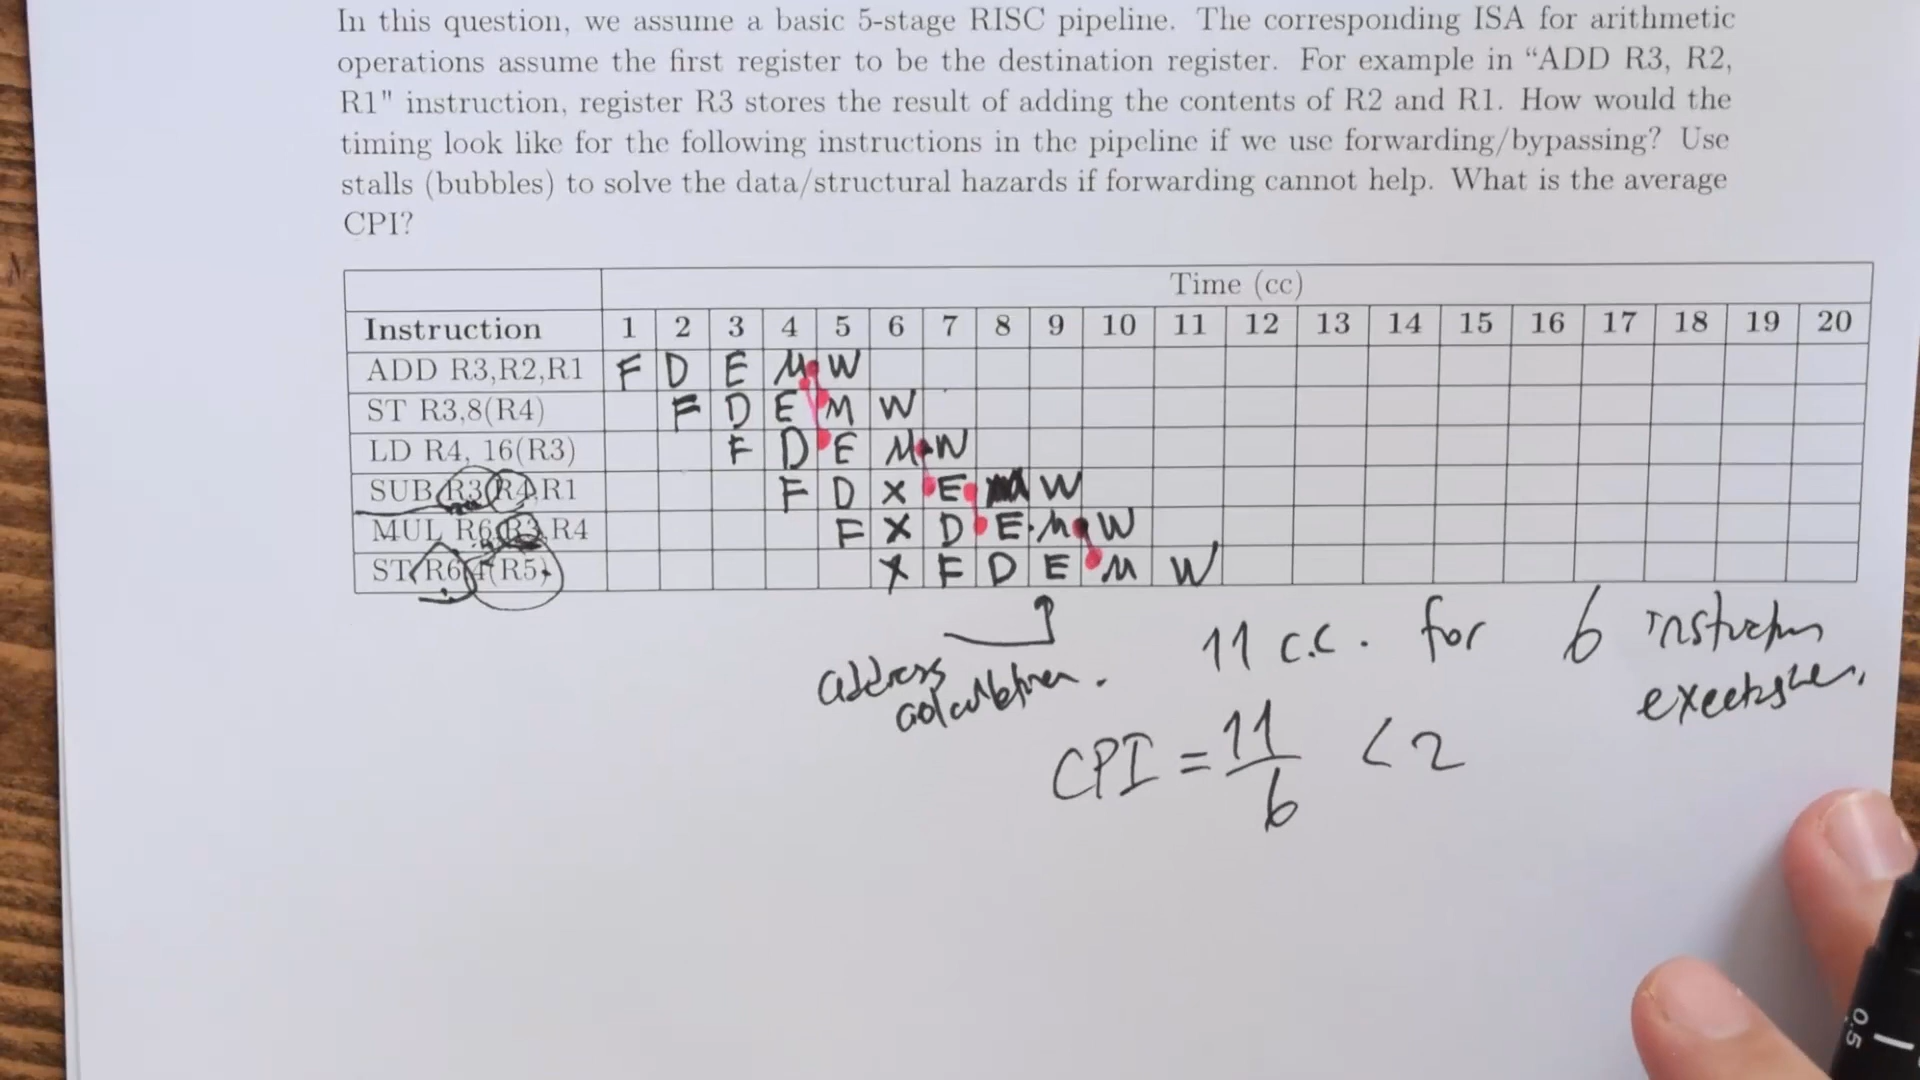 In this question, we assume a basic 5-stage RISC pipeline. The corresponding ISA for arithmetic
operations assume the first register to be the destination register. For example in “ADD R3, R2,
R1" instruction, register R3 stores the result of adding the contents of R2 and R1. How would the
timing look like for the following instructions in the pipeline if we use forwarding/bypassing? Use
stalls (bubbles) to solve the data/structural hazards if forwarding cannot help. What is the average
CPI?
Time (cc)
Instruction 1 2 3 4 5 6 7 8 9 10 11 12 13 14 15 16 17 18 19 20
ADD R3,R2,R1 F D E M W
ST R3,8(R4) F D E M W
LD R4, 16(R3) F D E M W
SUB R3,R4,R1 F D X E M W
MUL R6,R3,R4 F X D E M W
ST R6,4(R5) X F D E M W
11 c.c. for 6
address
CPI = 11/6 < 2
0.5